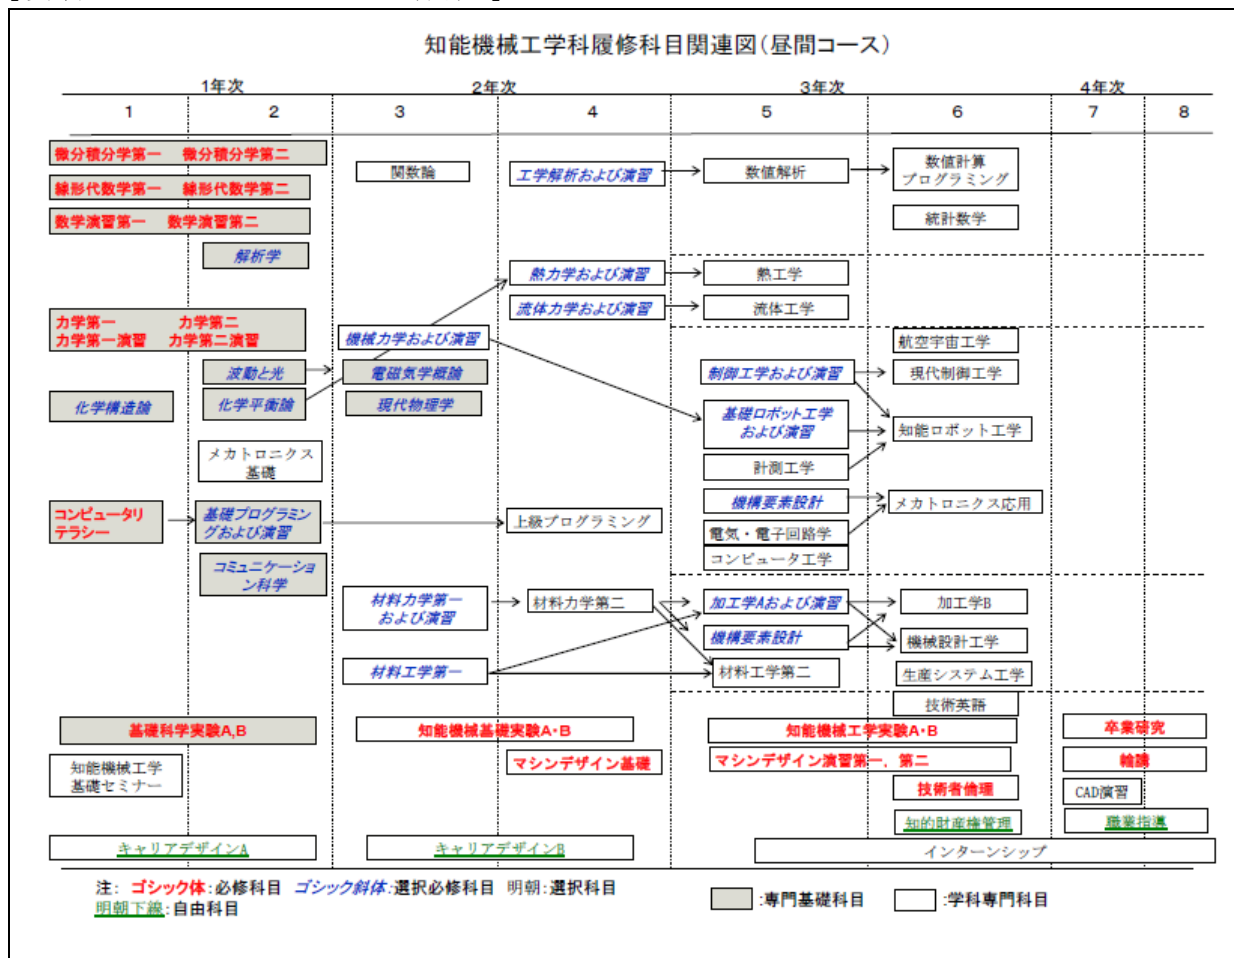 知能機械工学科履修科目関連図(昼間コース)
1年次 2年次 3年次 4年次
1 2 3 4 5 6 7 8
微分積分学第一 微分積分学第二
線形代数学第一 線形代数学第二
数学演習第一 数学演習第二
解析学
関数論
工学解析および演習
数値解析
数値計算
プログラミング
統計数学
熱力学および演習
熱工学
流体力学および演習
流体工学
力学第一 力学第二
力学第一演習 力学第二演習
機械力学および演習
航空宇宙工学
波動と光
電磁気学概論
制御工学および演習
現代制御工学
化学構造論
化学平衡論
現代物理学
基礎ロボット工学
および演習
知能ロボット工学
メカトロニクス
基礎
計測工学
機構要素設計
メカトロニクス応用
コンピュータリ
テラシー
基礎プログラミン
グおよび演習
上級プログラミング
電気・電子回路学
コンピュータ工学
コミュニケーショ
ン科学
材料力学第一
および演習
材料力学第二
加工学Aおよび演習
加工学B
機構要素設計
機械設計工学
材料工学第一
材料工学第二
生産システム工学
技術英語
基礎科学実験A,B
知能機械基礎実験A・B
知能機械工学実験A・B
卒業研究
知能機械工学
基礎セミナー
マシンデザイン基礎
マシンデザイン演習第一，第二
輪講
技術者倫理
CAD演習
知的財産権管理
職業指導
キャリアデザインA
キャリアデザインB
インターンシップ
注: ゴシック体:必修科目 ゴシック斜体:選択必修科目 明朝:選択科目
明朝下線:自由科目
:専門基礎科目 :学科専門科目